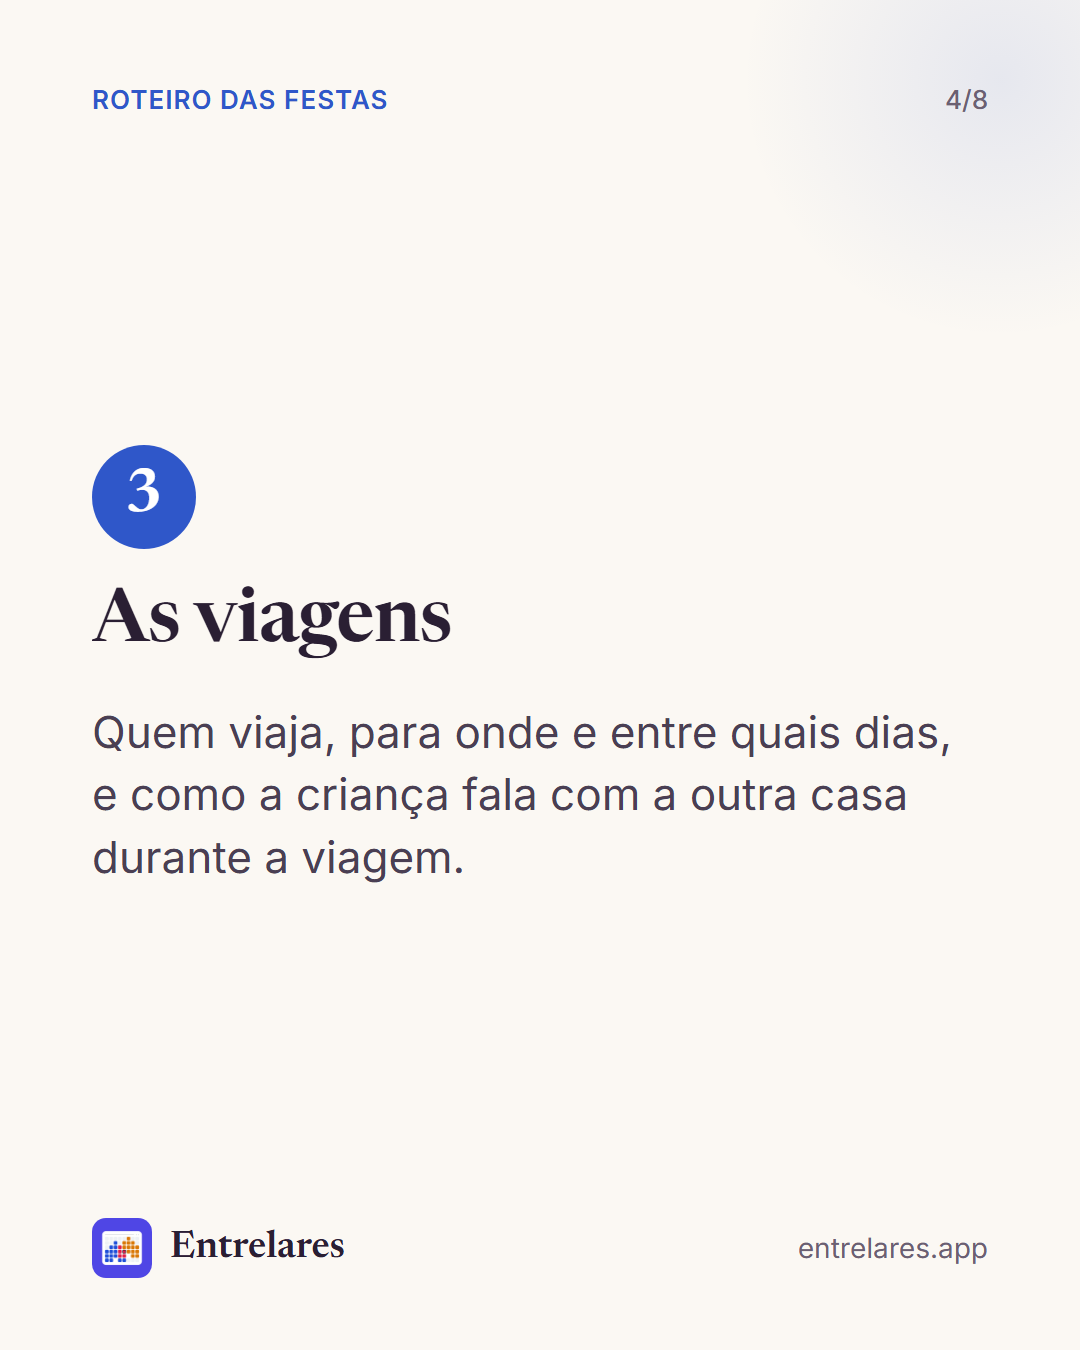 ROTEIRO DAS FESTAS
4/8
3
As viagens
Quem viaja, para onde e entre quais dias,
e como a criança fala com a outra casa
durante a viagem.
Entrelares
entrelares.app